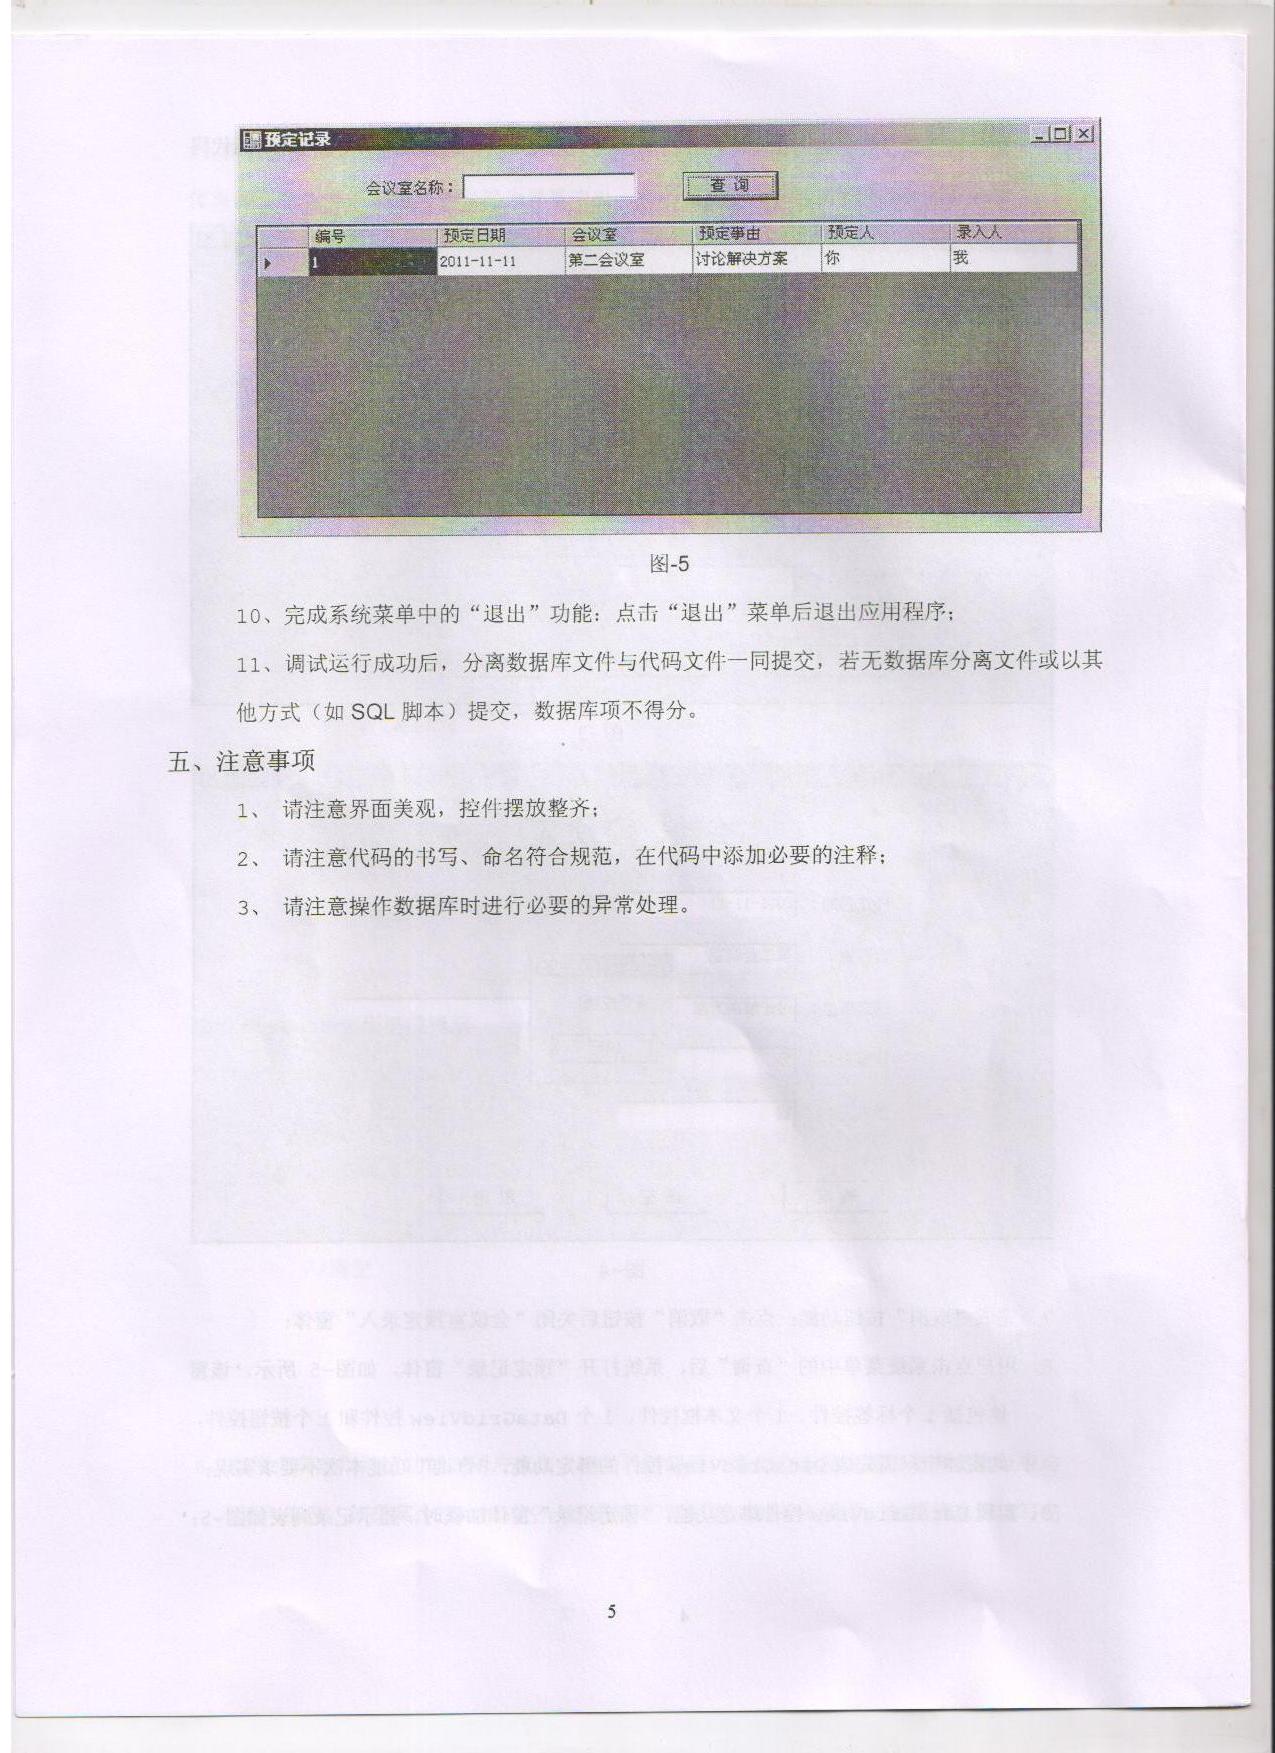 预定记录
会议室名称： 查 询
编号 预定日期 会议室 预定事由 预定人 录入人
1 2011-11-11 第二会议室 讨论解决方案 你 我
图-5
10、完成系统菜单中的“退出”功能：点击“退出”菜单后退出应用程序；
11、调试运行成功后，分离数据库文件与代码文件一同提交，若无数据库分离文件或以其
他方式（如 SQL 脚本）提交，数据库项不得分。
五、注意事项
1、 请注意界面美观，控件摆放整齐；
2、 请注意代码的书写、命名符合规范，在代码中添加必要的注释；
3、 请注意操作数据库时进行必要的异常处理。
5